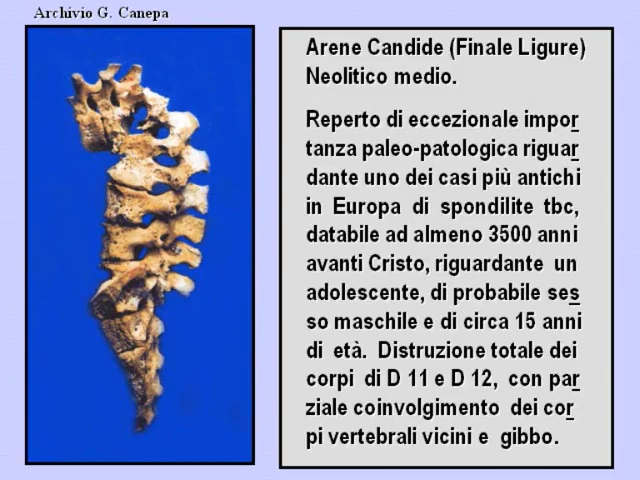 Archivio G. Canepa
Arene Candide (Finale Ligure)
Neolitico medio.
Reperto di eccezionale impor
tanza paleo-patologica riguar
dante uno dei casi più antichi
in Europa di spondilite tbc,
databile ad almeno 3500 anni
avanti Cristo, riguardante un
adolescente, di probabile ses
so maschile e di circa 15 anni
di età. Distruzione totale dei
corpi di D 11 e D 12, con par
ziale coinvolgimento dei cor
pi vertebrali vicini e gibbo.